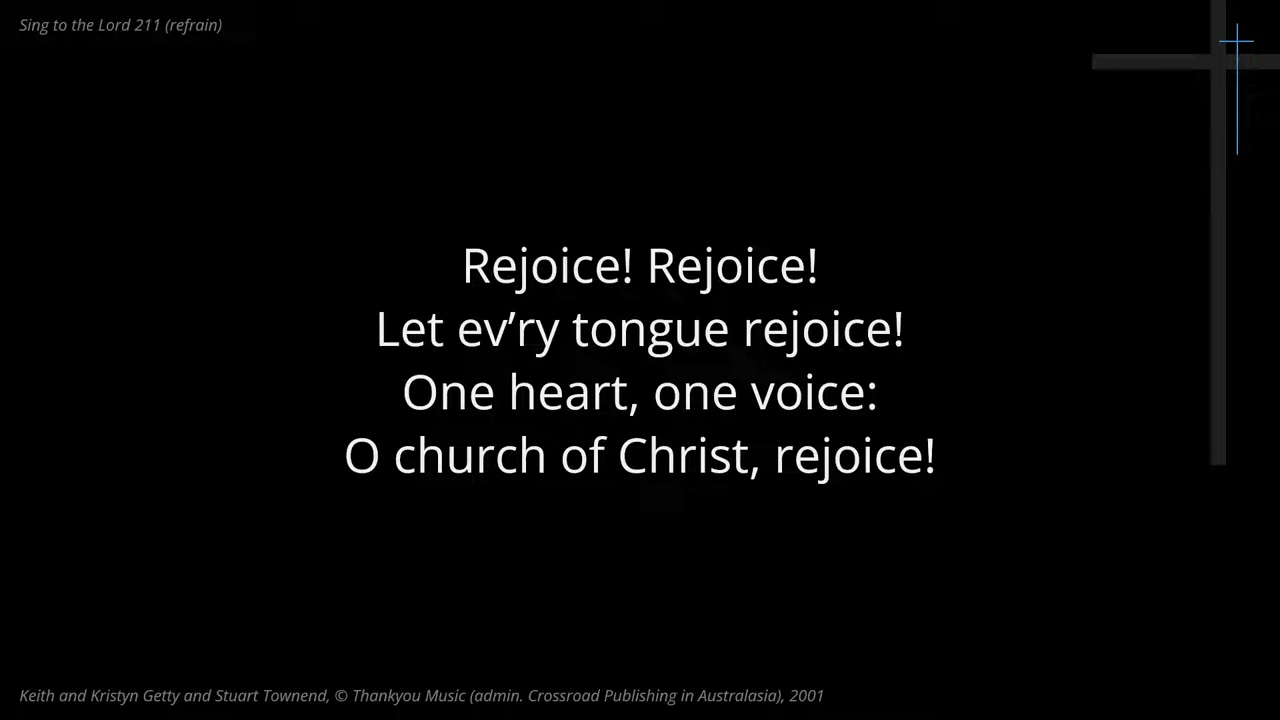 Sing to the Lord 211 (refrain)
Rejoice! Rejoice!
Let ev’ry tongue rejoice!
One heart, one voice:
O church of Christ, rejoice!
Keith and Kristyn Getty and Stuart Townend, © Thankyou Music (admin. Crossroad Publishing in Australasia), 2001